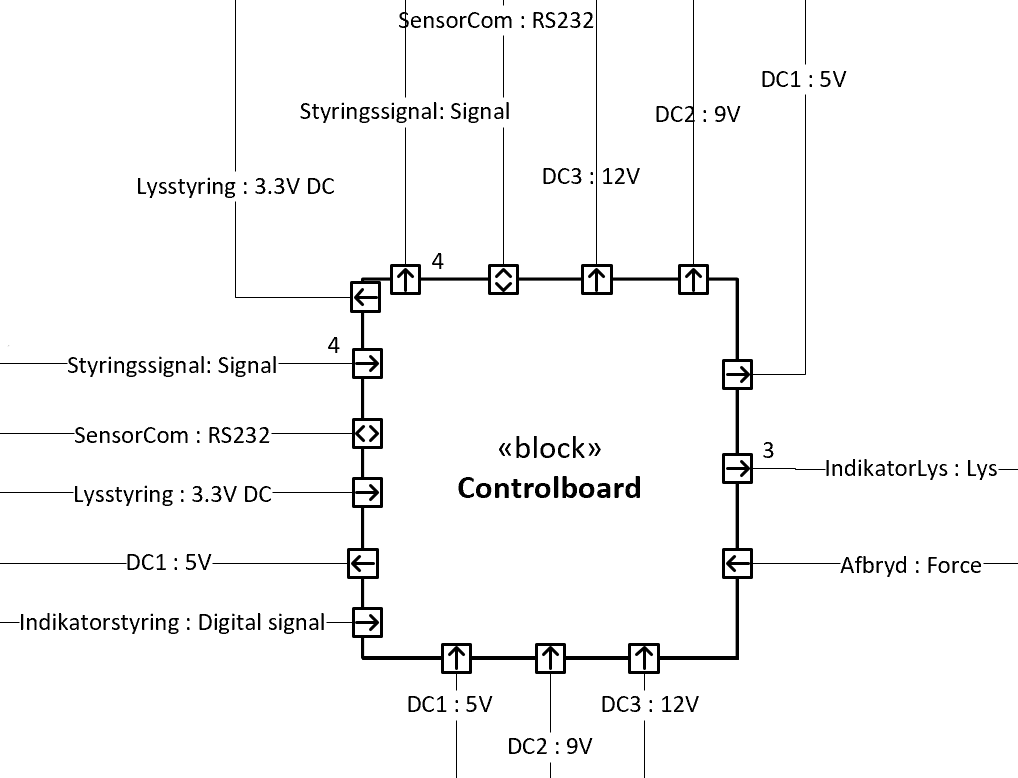 SensorCom : RS232
DC1 : 5V
Styringssignal: Signal
DC2 : 9V
DC3 : 12V
Lysstyring : 3.3V DC
4
4
Styringssignal: Signal
SensorCom : RS232
«block»
3
IndikatorLys : Lys
Controlboard
Lysstyring : 3.3V DC
DC1 : 5V
Afbryd : Force
Indikatorstyring : Digital signal
DC1 : 5V
DC3 : 12V
DC2 : 9V